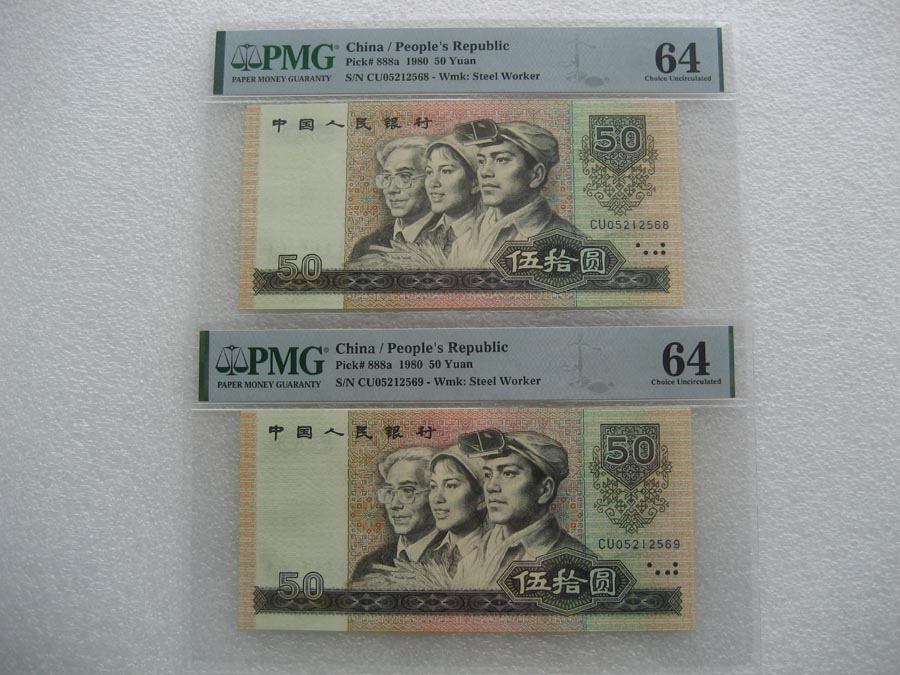 PMG
PAPER MONEY GUARANTY
China / People's Republic
Pick# 888a 1980 50 Yuan
S/N CU05212568 - Wmk: Steel Worker
64
Choice Uncirculated
中国人民银行
50
CU05212568
50
伍拾圆
PMG
PAPER MONEY GUARANTY
China / People's Republic
Pick# 888a 1980 50 Yuan
S/N CU05212569 - Wmk: Steel Worker
64
Choice Uncirculated
中国人民银行
50
CU05212569
50
伍拾圆